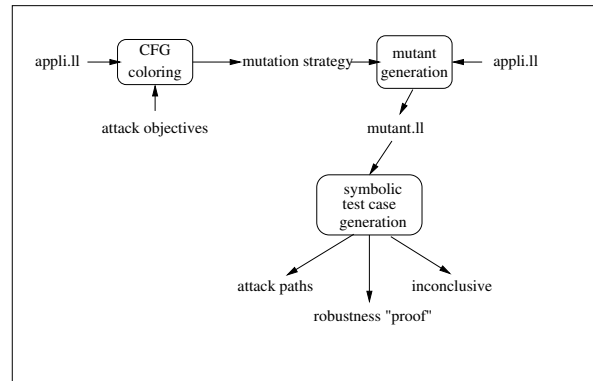 appli.ll
CFG
coloring
mutation strategy
mutant
generation
appli.ll
attack objectives
mutant.ll
symbolic
test case
generation
attack paths
inconclusive
robustness "proof"